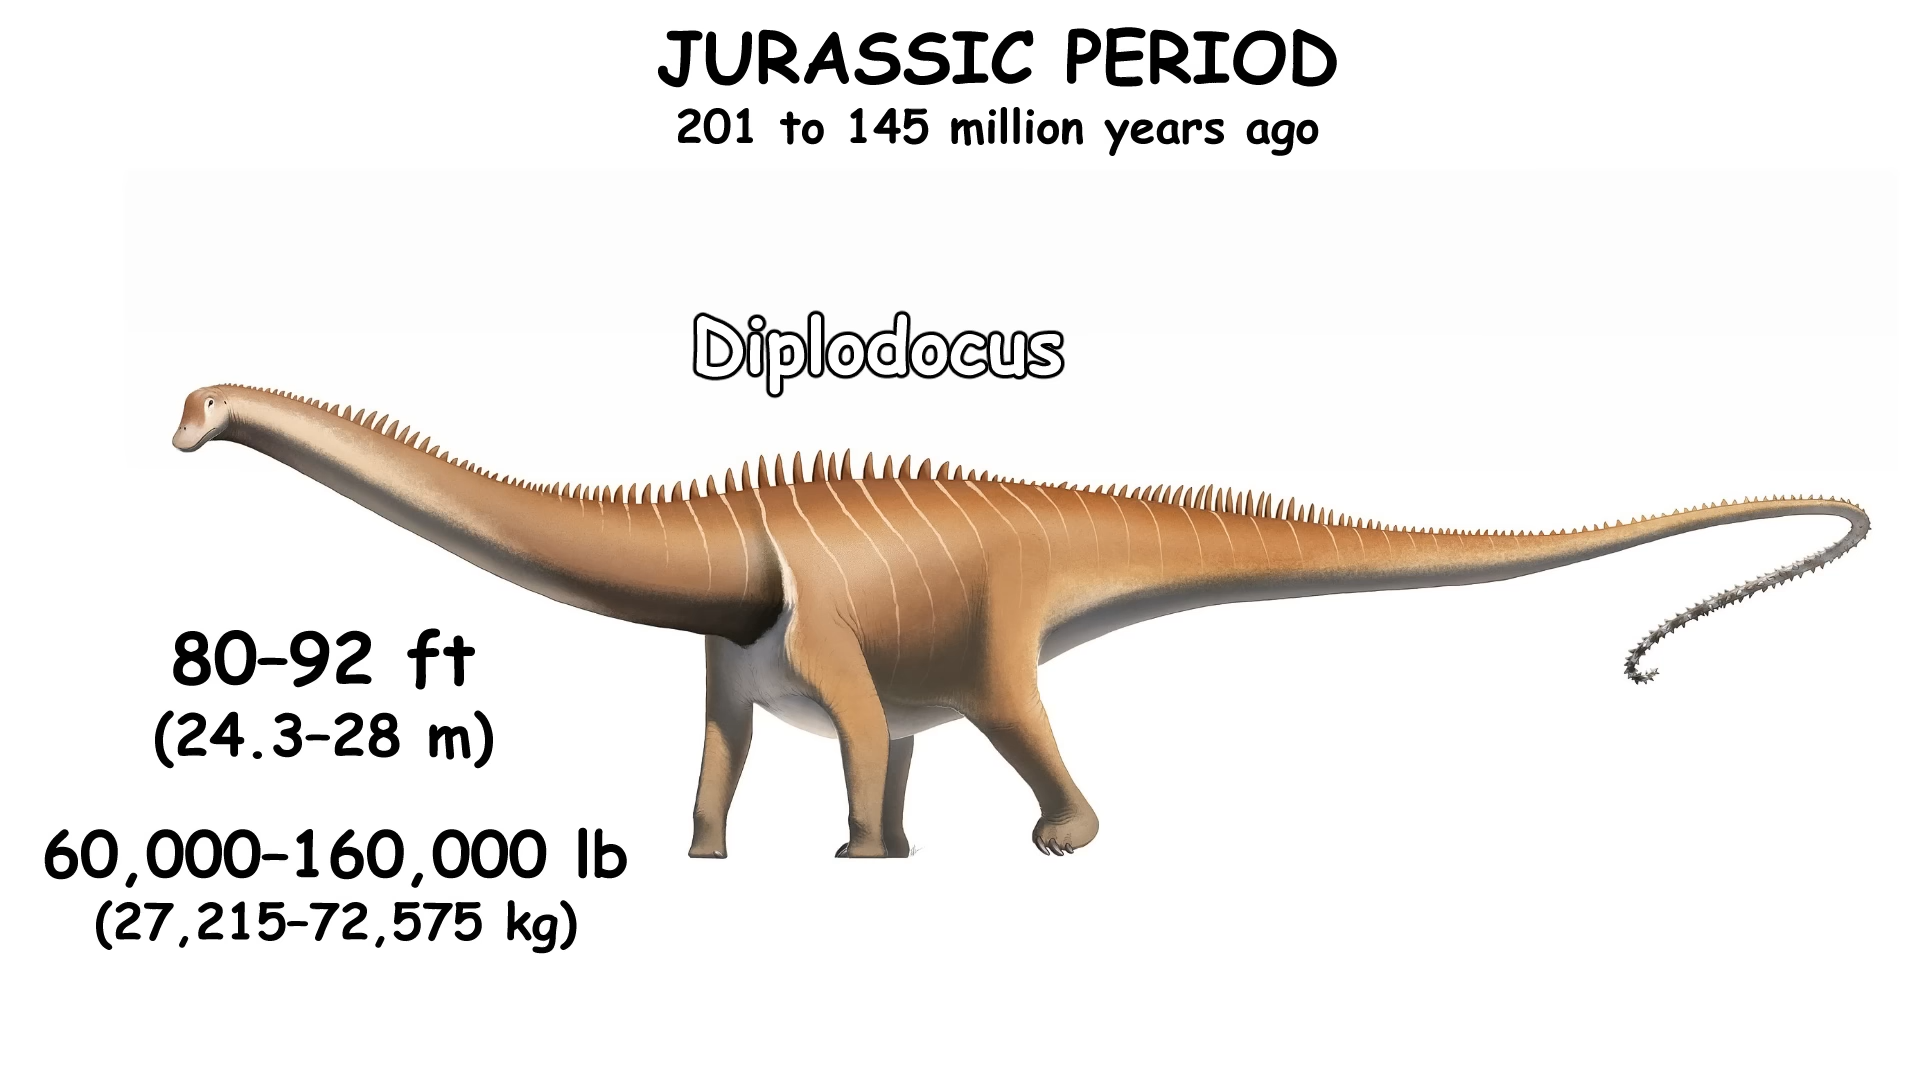 JURASSIC PERIOD
201 to 145 million years ago
Diplodocus
80–92 ft
(24.3–28 m)
60,000–160,000 lb
(27,215–72,575 kg)